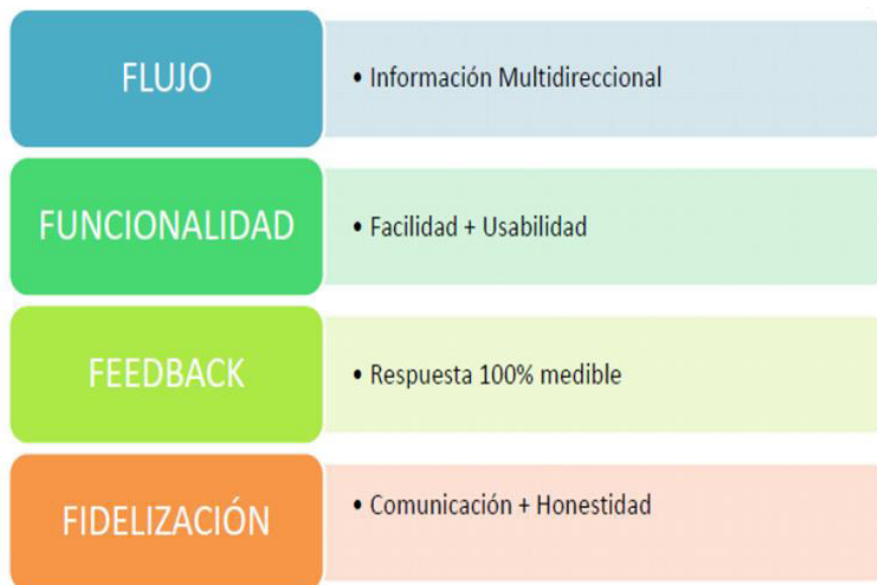 FLUJO
• Información Multidireccional
FUNCIONALIDAD
• Facilidad + Usabilidad
FEEDBACK
• Respuesta 100% medible
FIDELIZACIÓN
• Comunicación + Honestidad